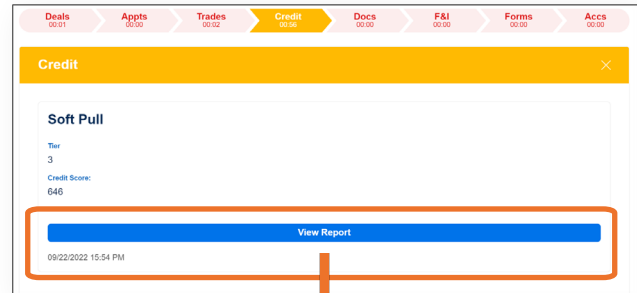 Deals Appts Trades Credit Docs F&I Forms Accs
00:01 00:00 00:02 00:56 00:00 00:00 00:00 00:00
Credit
Soft Pull
Tier
3
Credit Score:
646
View Report
09/22/2022 15:54 PM